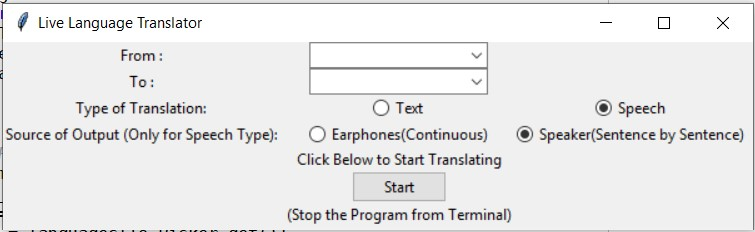 Live Language Translator
From :
To :
Type of Translation: Text Speech
Source of Output (Only for Speech Type): Earphones(Continuous) Speaker(Sentence by Sentence)
Click Below to Start Translating
Start
(Stop the Program from Terminal)